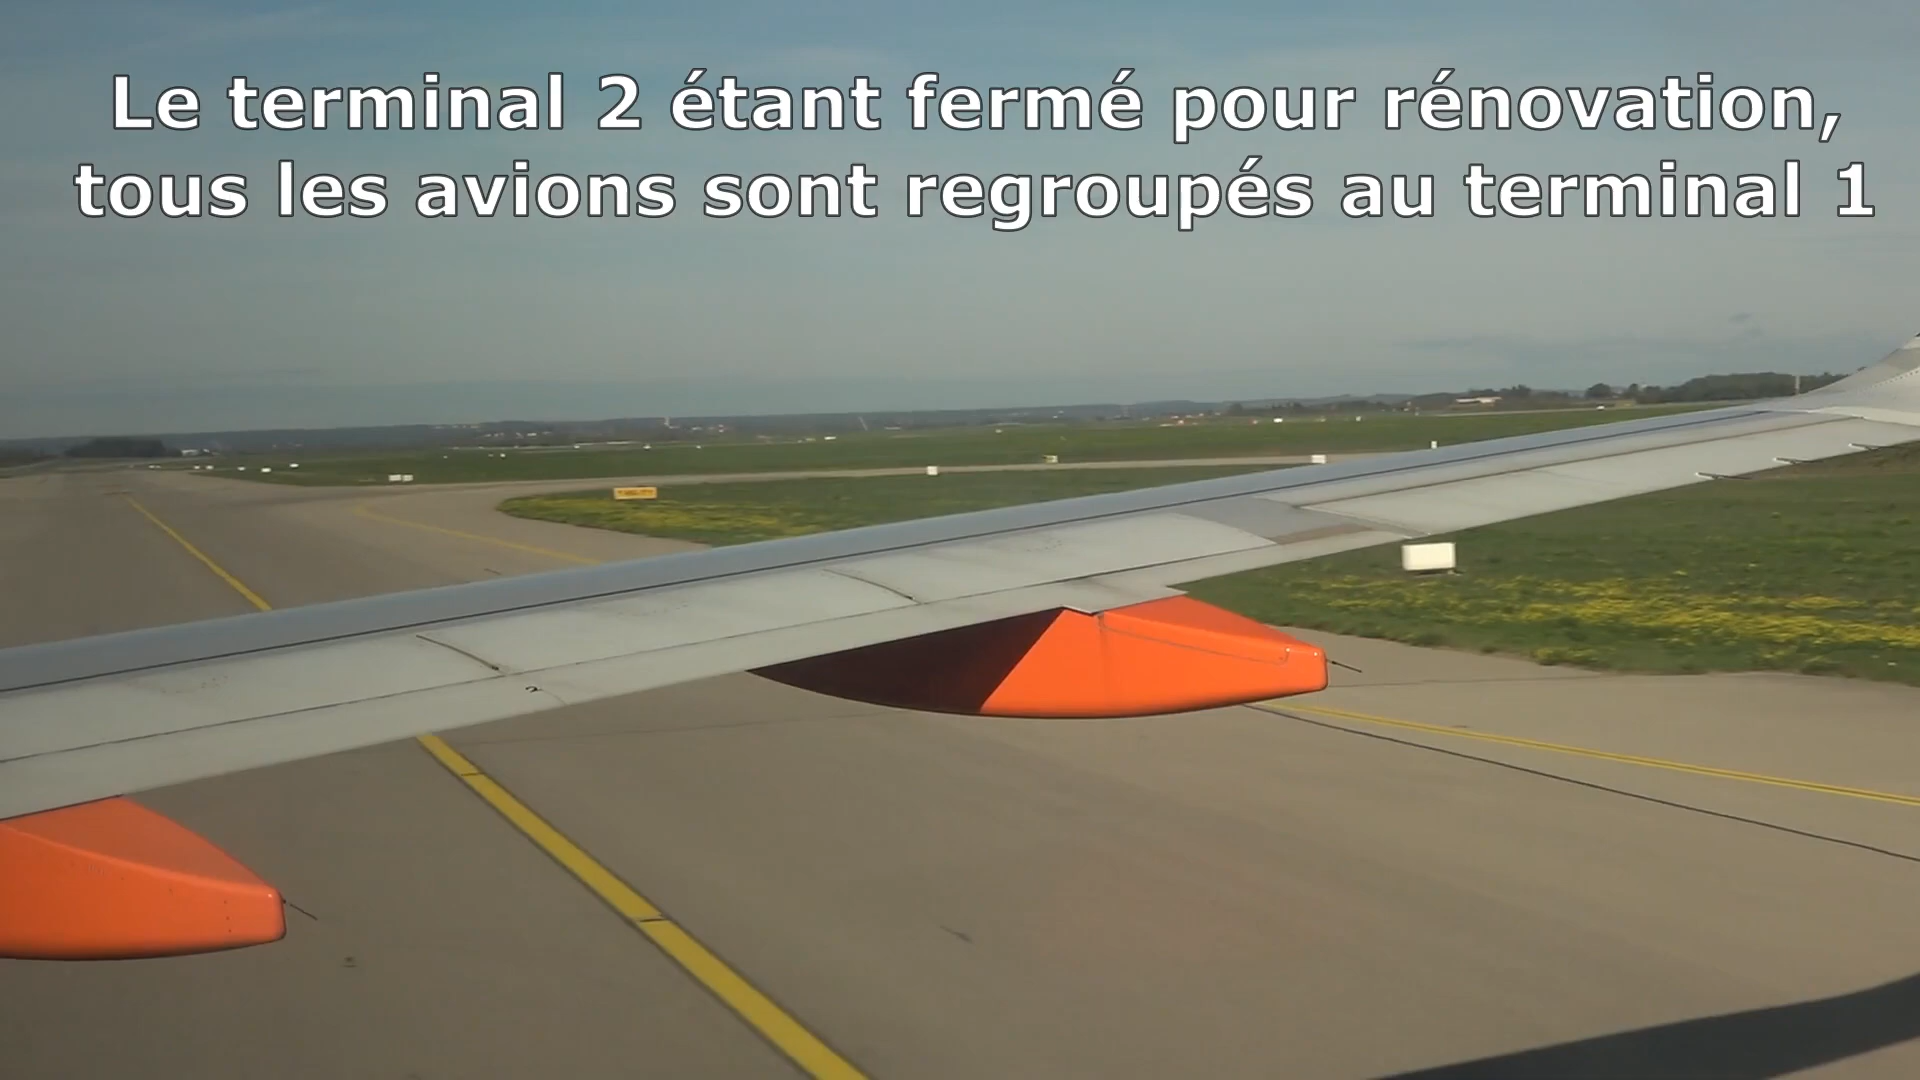 Le terminal 2 étant fermé pour rénovation,
tous les avions sont regroupés au terminal 1